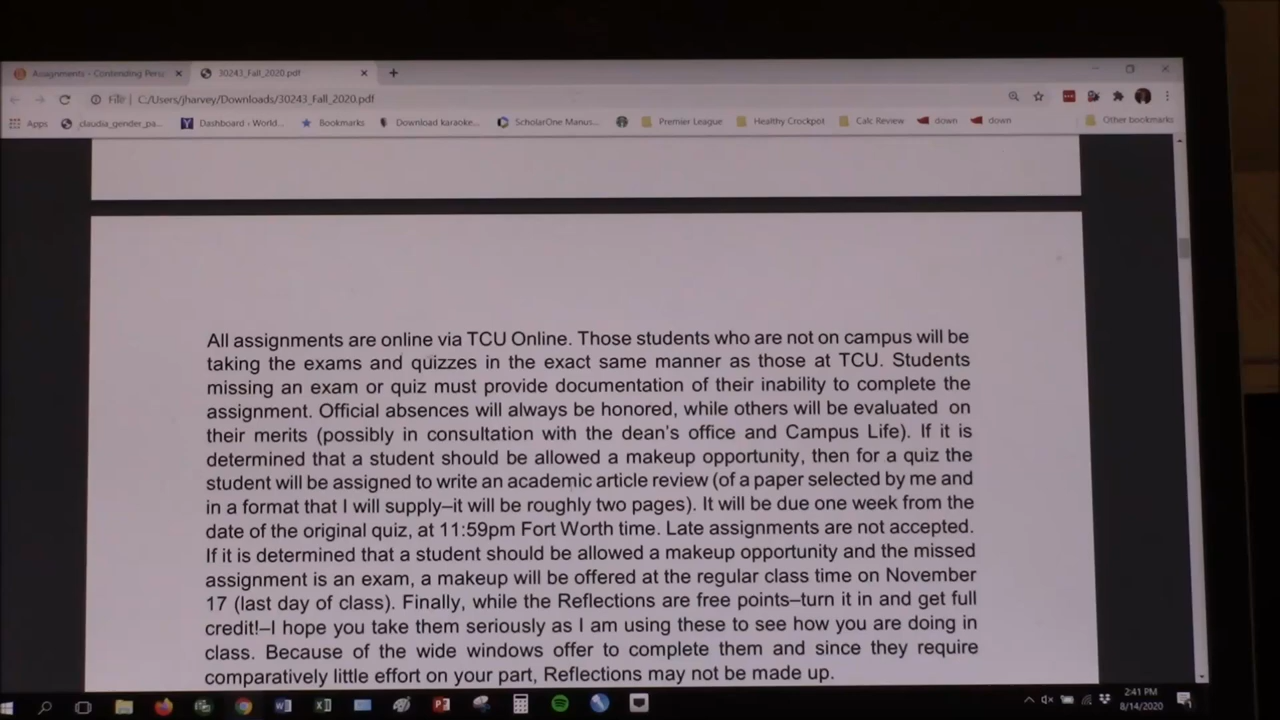 Assignments - Contending Persp
30243_Fall_2020.pdf
File | C:/Users/jharvey/Downloads/30243_Fall_2020.pdf
Apps claudia_gender_pa... Dashboard - World... Bookmarks Download karaoke... ScholarOne Manus... Premier League Healthy Crockpot Calc Review down down Other bookmarks
All assignments are online via TCU Online. Those students who are not on campus will be
taking the exams and quizzes in the exact same manner as those at TCU. Students
missing an exam or quiz must provide documentation of their inability to complete the
assignment. Official absences will always be honored, while others will be evaluated on
their merits (possibly in consultation with the dean's office and Campus Life). If it is
determined that a student should be allowed a makeup opportunity, then for a quiz the
student will be assigned to write an academic article review (of a paper selected by me and
in a format that I will supply–it will be roughly two pages). It will be due one week from the
date of the original quiz, at 11:59pm Fort Worth time. Late assignments are not accepted.
If it is determined that a student should be allowed a makeup opportunity and the missed
assignment is an exam, a makeup will be offered at the regular class time on November
17 (last day of class). Finally, while the Reflections are free points–turn it in and get full
credit!–I hope you take them seriously as I am using these to see how you are doing in
class. Because of the wide windows offer to complete them and since they require
comparatively little effort on your part, Reflections may not be made up.
2:41 PM
8/14/2020